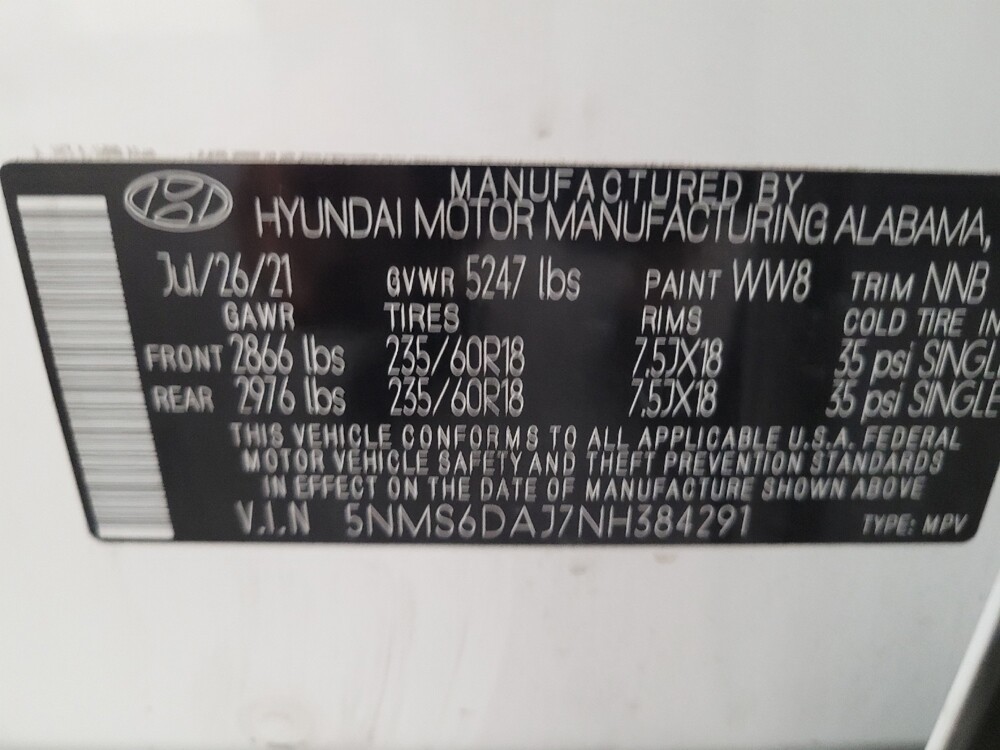 MANUFACTURED BY
HYUNDAI MOTOR MANUFACTURING ALABAMA,
Jul/26/21 GVWR 5247 lbs PAINT WW8 TRIM NNB
GAWR TIRES RIMS COLD TIRE IN
FRONT 2866 lbs 235/60R18 7.5JX18 35 psi SINGL
REAR 2976 lbs 235/60R18 7.5JX18 35 psi SINGLE
THIS VEHICLE CONFORMS TO ALL APPLICABLE U.S.A. FEDERAL
MOTOR VEHICLE SAFETY AND THEFT PREVENTION STANDARDS
IN EFFECT ON THE DATE OF MANUFACTURE SHOWN ABOVE
V.I.N 5NMS6DAJ7NH384291 TYPE: MPV